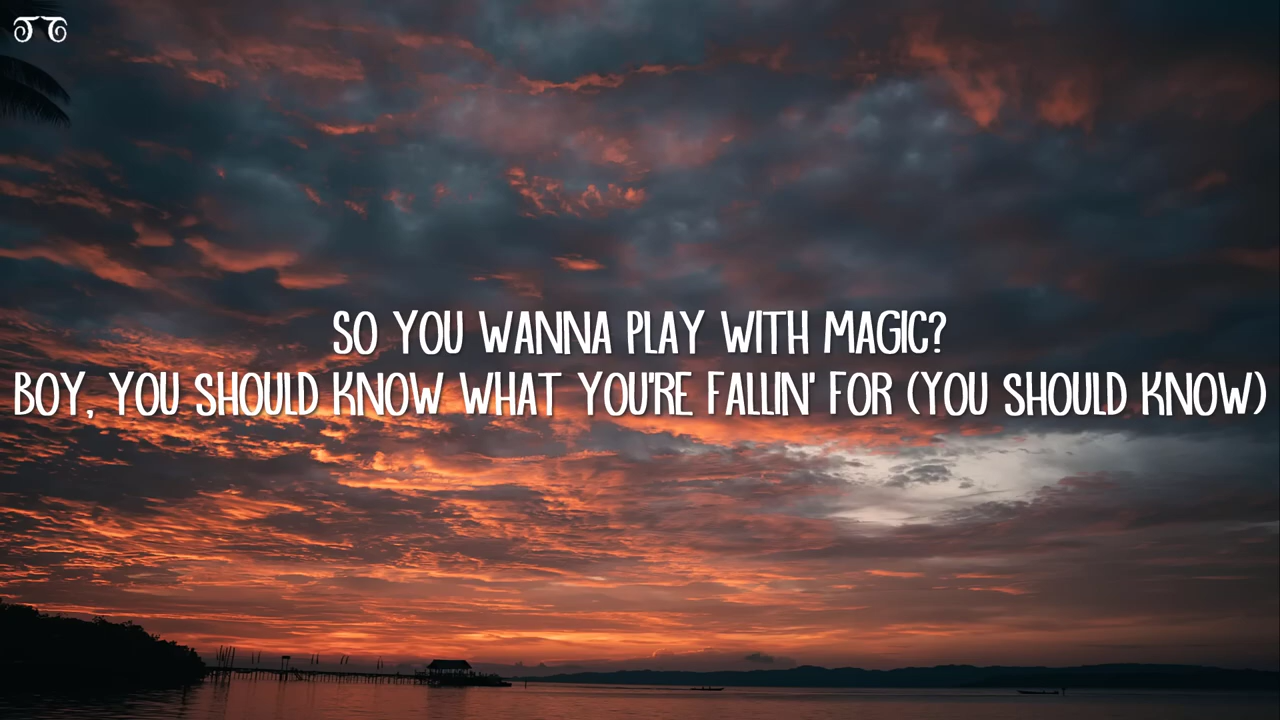 SO YOU WANNA PLAY WITH MAGIC?
BOY, YOU SHOULD KNOW WHAT YOU'RE FALLIN' FOR (YOU SHOULD KNOW)